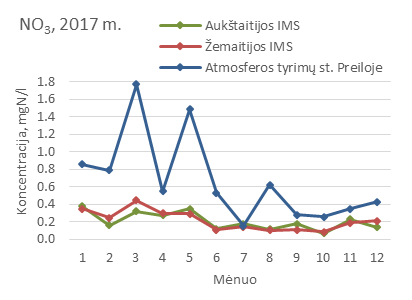 NO3, 2017 m.
Aukštaitijos IMS
Žemaitijos IMS
Atmosferos tyrimų st. Preiloje
Koncentracija, mgN/l
1.8
1.6
1.4
1.2
1.0
0.8
0.6
0.4
0.2
0.0
1 2 3 4 5 6 7 8 9 10 11 12
Mėnuo